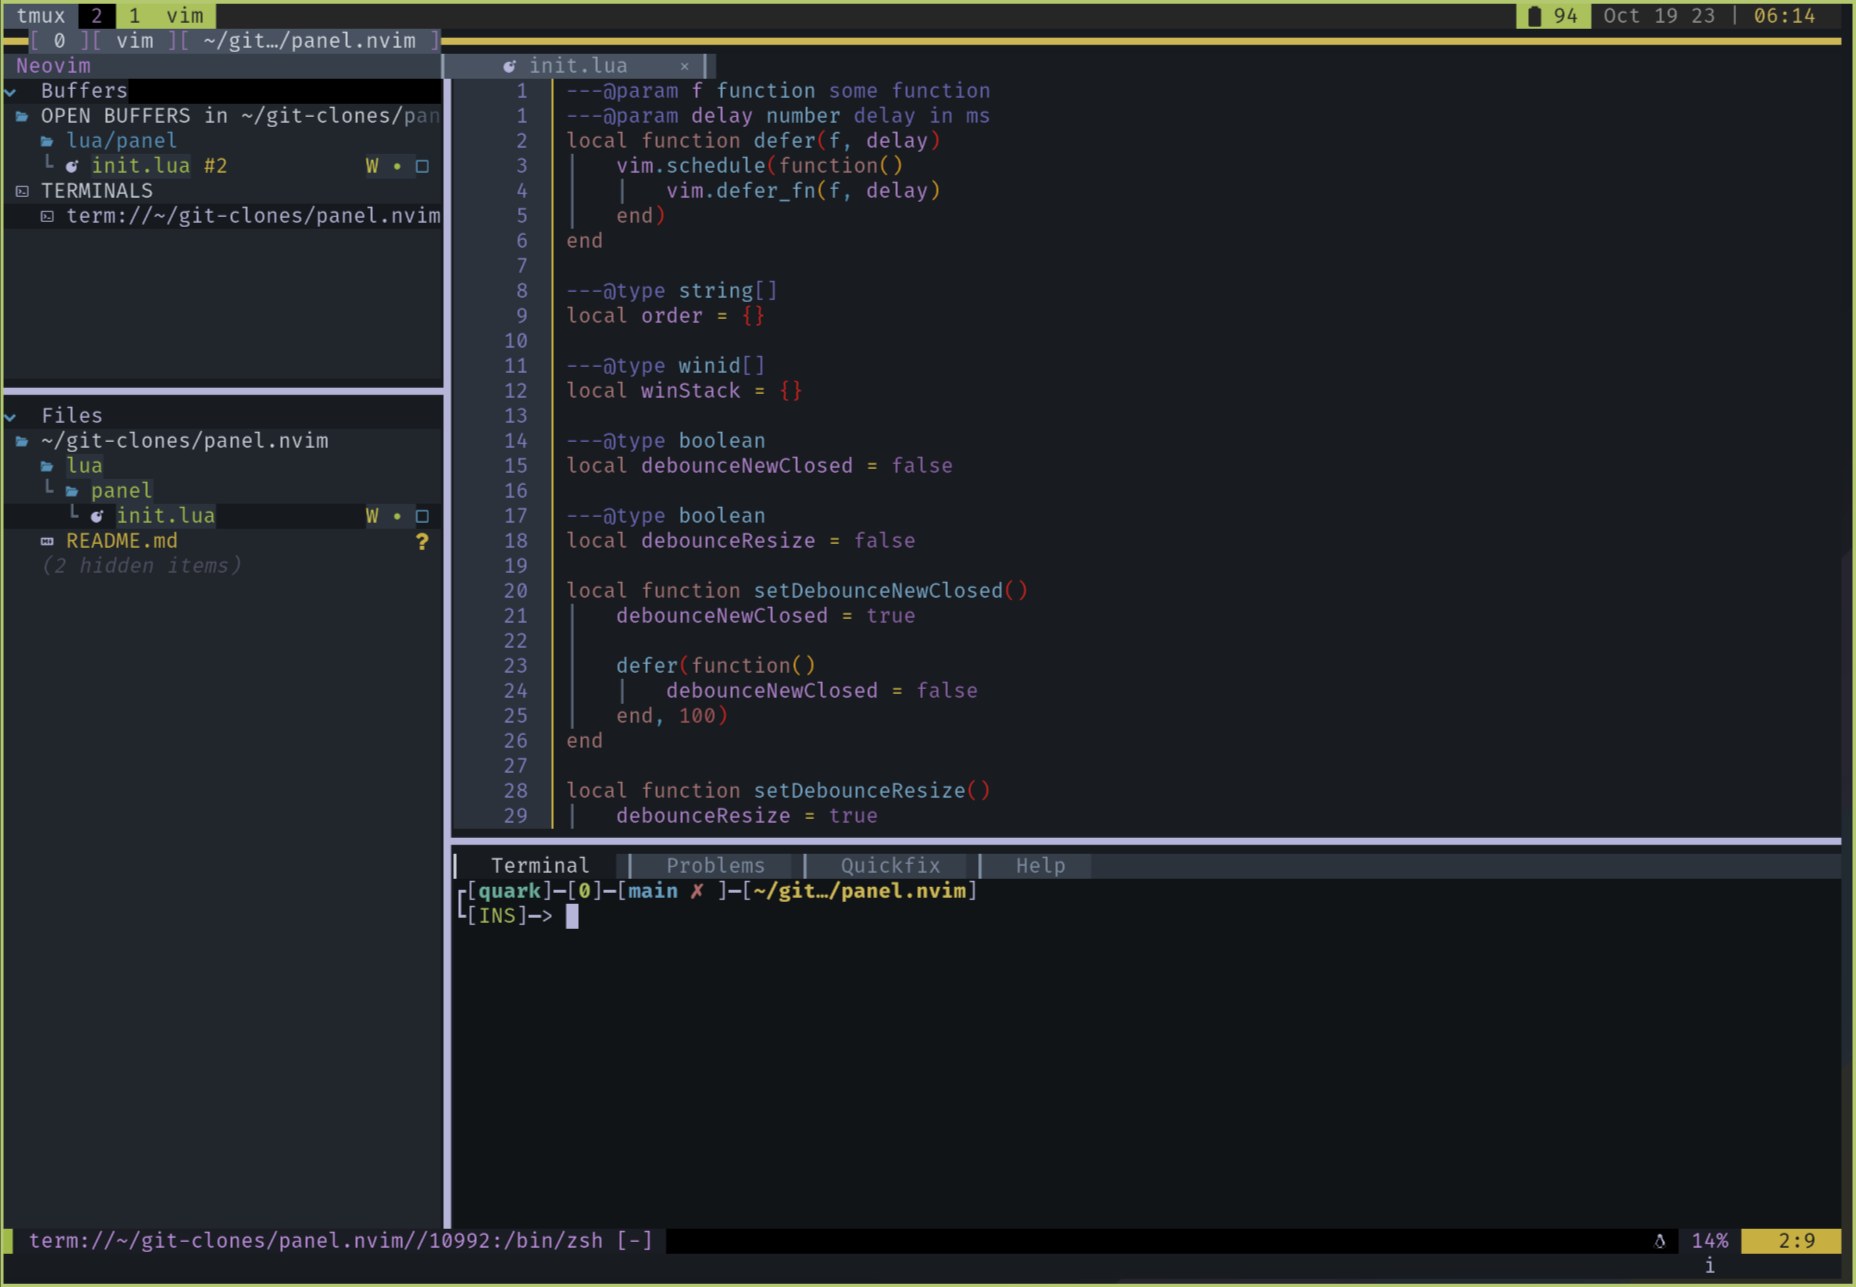 tmux 2 1 vim 94 Oct 19 23 | 06:14
[ 0 ][ vim ][ ~/git…/panel.nvim ]
Neovim
Buffers
OPEN BUFFERS in ~/git-clones/pan
lua/panel
init.lua #2 W •
TERMINALS
term://~/git-clones/panel.nvim
Files
~/git-clones/panel.nvim
lua
panel
init.lua W •
README.md ?
(2 hidden items)
init.lua ×
1 ---@param f function some function
1 ---@param delay number delay in ms
2 local function defer(f, delay)
3 vim.schedule(function()
4 vim.defer_fn(f, delay)
5 end)
6 end
7
8 ---@type string[]
9 local order = {}
10
11 ---@type winid[]
12 local winStack = {}
13
14 ---@type boolean
15 local debounceNewClosed = false
16
17 ---@type boolean
18 local debounceResize = false
19
20 local function setDebounceNewClosed()
21 debounceNewClosed = true
22
23 defer(function()
24 debounceNewClosed = false
25 end, 100)
26 end
27
28 local function setDebounceResize()
29 debounceResize = true
Terminal Problems Quickfix Help
┌[quark]—[0]—[main ✗ ]—[~/git…/panel.nvim]
└[INS]—>
term://~/git-clones/panel.nvim//10992:/bin/zsh [-] 14% 2:9
i